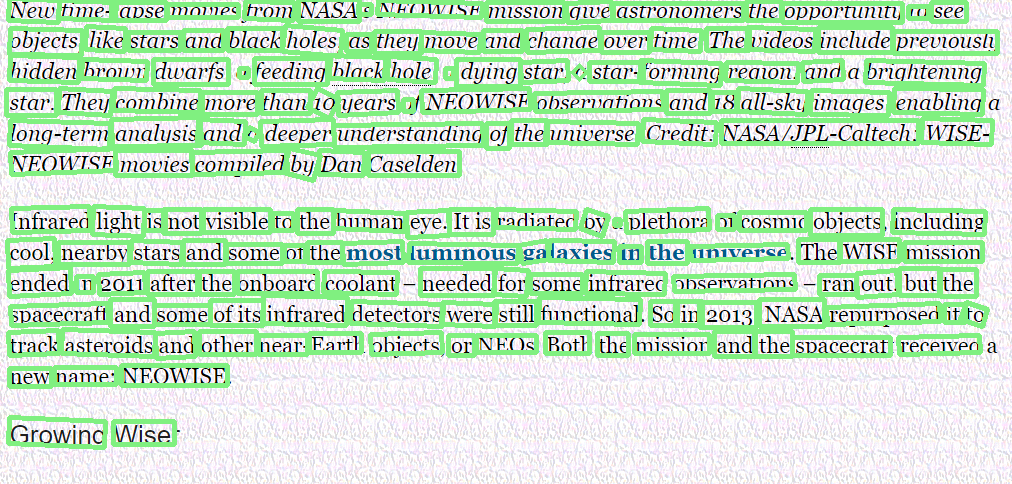 New time-lapse movies from NASA's NEOWISE mission give astronomers the opportunity to see
objects, like stars and black holes, as they move and change over time. The videos include previously
hidden brown dwarfs, a feeding black hole, a dying star, a star-forming region, and a brightening
star. They combine more than 10 years of NEOWISE observations and 18 all-sky images, enabling a
long-term analysis and a deeper understanding of the universe. Credit: NASA/JPL-Caltech; WISE-
NEOWISE movies compiled by Dan Caselden
Infrared light is not visible to the human eye. It is radiated by a plethora of cosmic objects, including
cool, nearby stars and some of the most luminous galaxies in the universe. The WISE mission
ended in 2011 after the onboard coolant – needed for some infrared observations – ran out, but the
spacecraft and some of its infrared detectors were still functional. So in 2013, NASA repurposed it to
track asteroids and other near-Earth objects, or NEOs. Both the mission and the spacecraft received a
new name: NEOWISE.
Growing Wiser